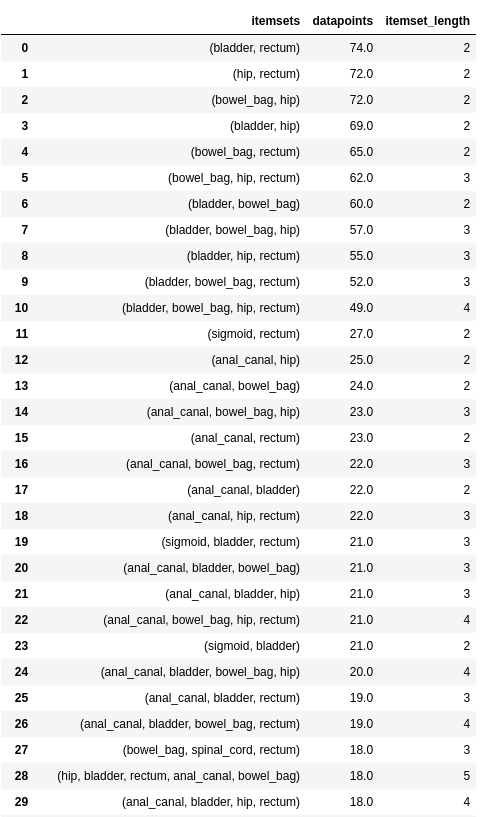 itemsets datapoints itemset_length
0 (bladder, rectum) 74.0 2
1 (hip, rectum) 72.0 2
2 (bowel_bag, hip) 72.0 2
3 (bladder, hip) 69.0 2
4 (bowel_bag, rectum) 65.0 2
5 (bowel_bag, hip, rectum) 62.0 3
6 (bladder, bowel_bag) 60.0 2
7 (bladder, bowel_bag, hip) 57.0 3
8 (bladder, hip, rectum) 55.0 3
9 (bladder, bowel_bag, rectum) 52.0 3
10 (bladder, bowel_bag, hip, rectum) 49.0 4
11 (sigmoid, rectum) 27.0 2
12 (anal_canal, hip) 25.0 2
13 (anal_canal, bowel_bag) 24.0 2
14 (anal_canal, bowel_bag, hip) 23.0 3
15 (anal_canal, rectum) 23.0 2
16 (anal_canal, bowel_bag, rectum) 22.0 3
17 (anal_canal, bladder) 22.0 2
18 (anal_canal, hip, rectum) 22.0 3
19 (sigmoid, bladder, rectum) 21.0 3
20 (anal_canal, bladder, bowel_bag) 21.0 3
21 (anal_canal, bladder, hip) 21.0 3
22 (anal_canal, bowel_bag, hip, rectum) 21.0 4
23 (sigmoid, bladder) 21.0 2
24 (anal_canal, bladder, bowel_bag, hip) 20.0 4
25 (anal_canal, bladder, rectum) 19.0 3
26 (anal_canal, bladder, bowel_bag, rectum) 19.0 4
27 (bowel_bag, spinal_cord, rectum) 18.0 3
28 (hip, bladder, rectum, anal_canal, bowel_bag) 18.0 5
29 (anal_canal, bladder, hip, rectum) 18.0 4